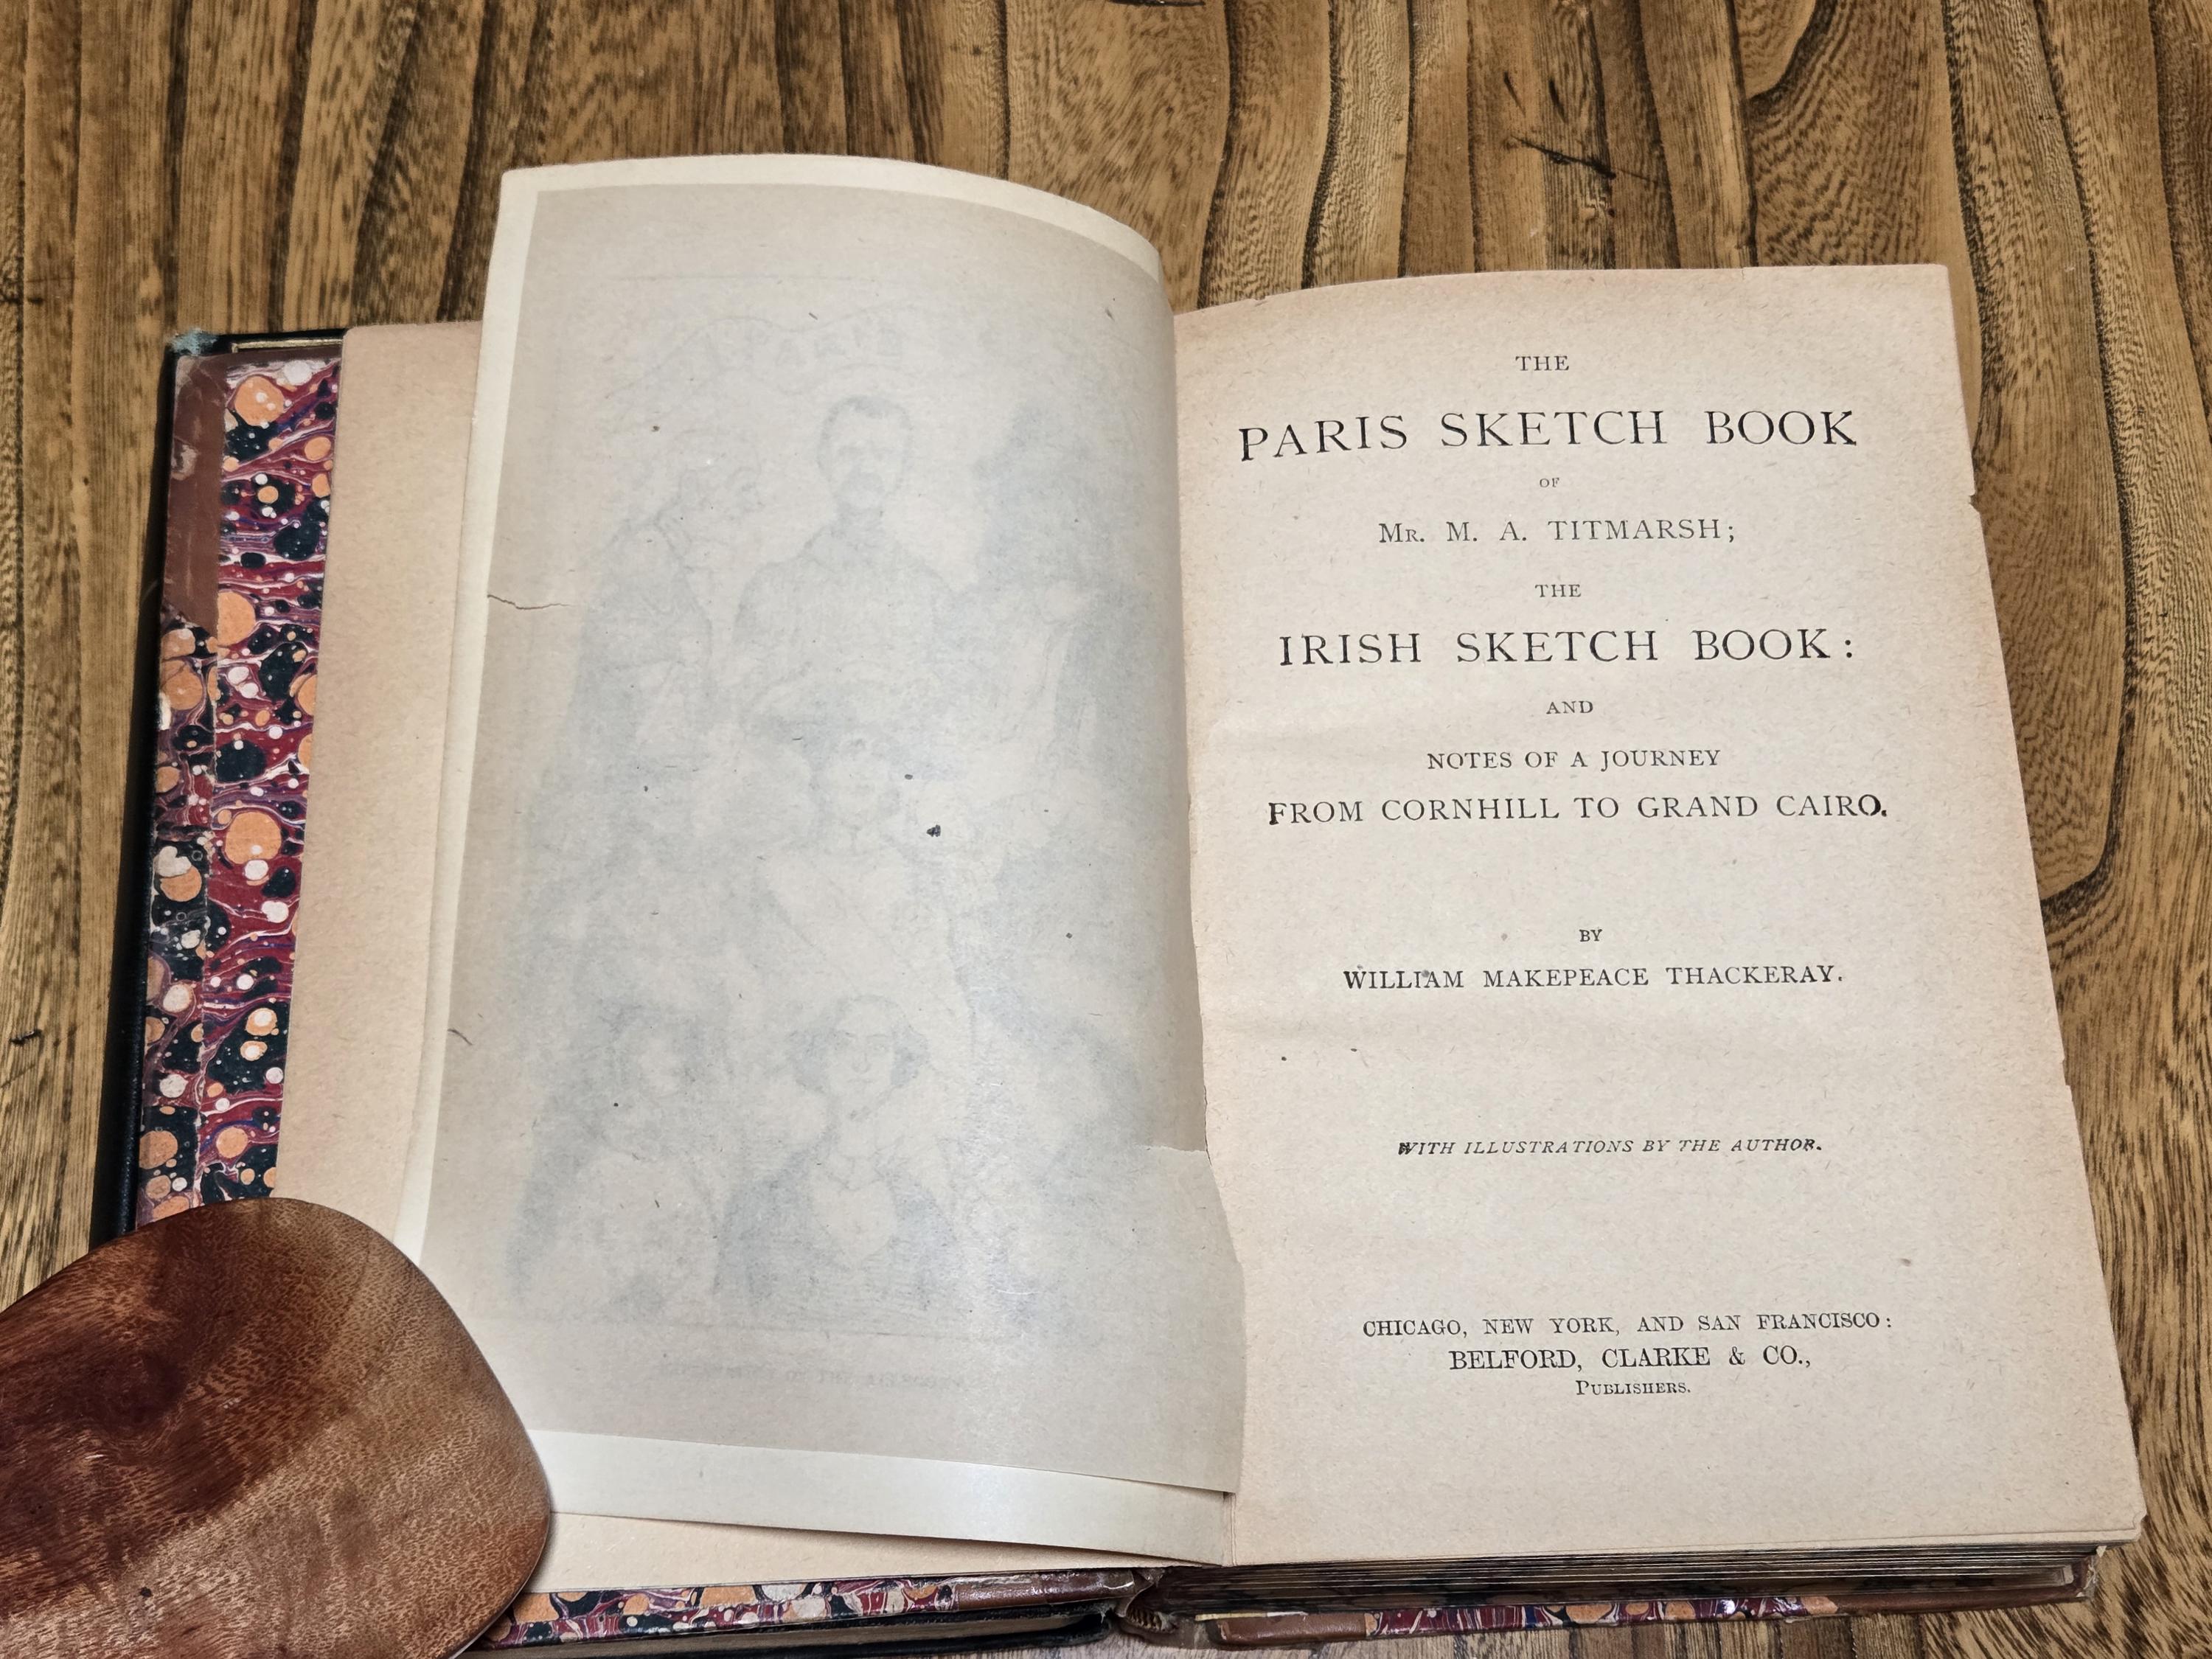 THE
PARIS SKETCH BOOK
OF
MR. M. A. TITMARSH;
THE
IRISH SKETCH BOOK:
AND
NOTES OF A JOURNEY
FROM CORNHILL TO GRAND CAIRO.
BY
WILLIAM MAKEPEACE THACKERAY.
WITH ILLUSTRATIONS BY THE AUTHOR.
CHICAGO, NEW YORK, AND SAN FRANCISCO:
BELFORD, CLARKE & CO.,
PUBLISHERS.